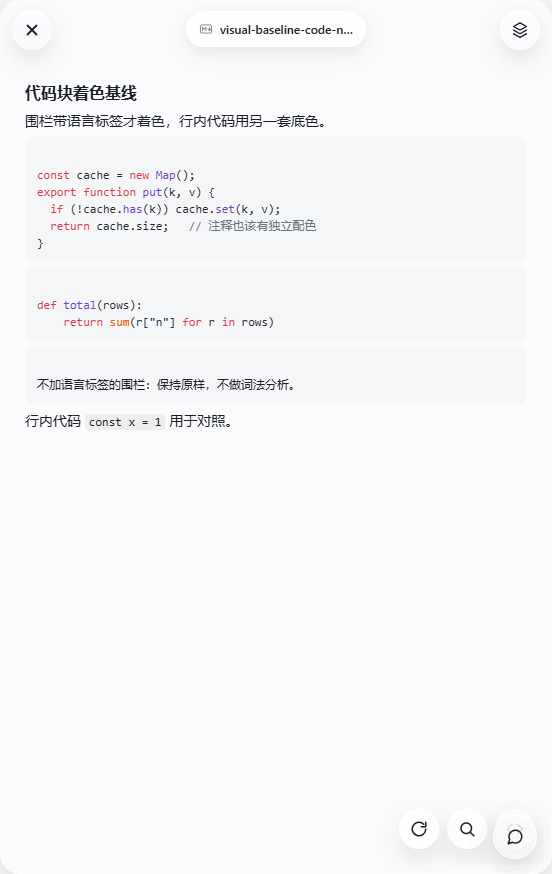 visual-baseline-code-n...
代码块着色基线
围栏带语言标签才着色，行内代码用另一套底色。
const cache = new Map();
export function put(k, v) {
  if (!cache.has(k)) cache.set(k, v);
  return cache.size;   // 注释也该有独立配色
}
def total(rows):
    return sum(r["n"] for r in rows)
不加语言标签的围栏：保持原样，不做词法分析。
行内代码 const x = 1 用于对照。